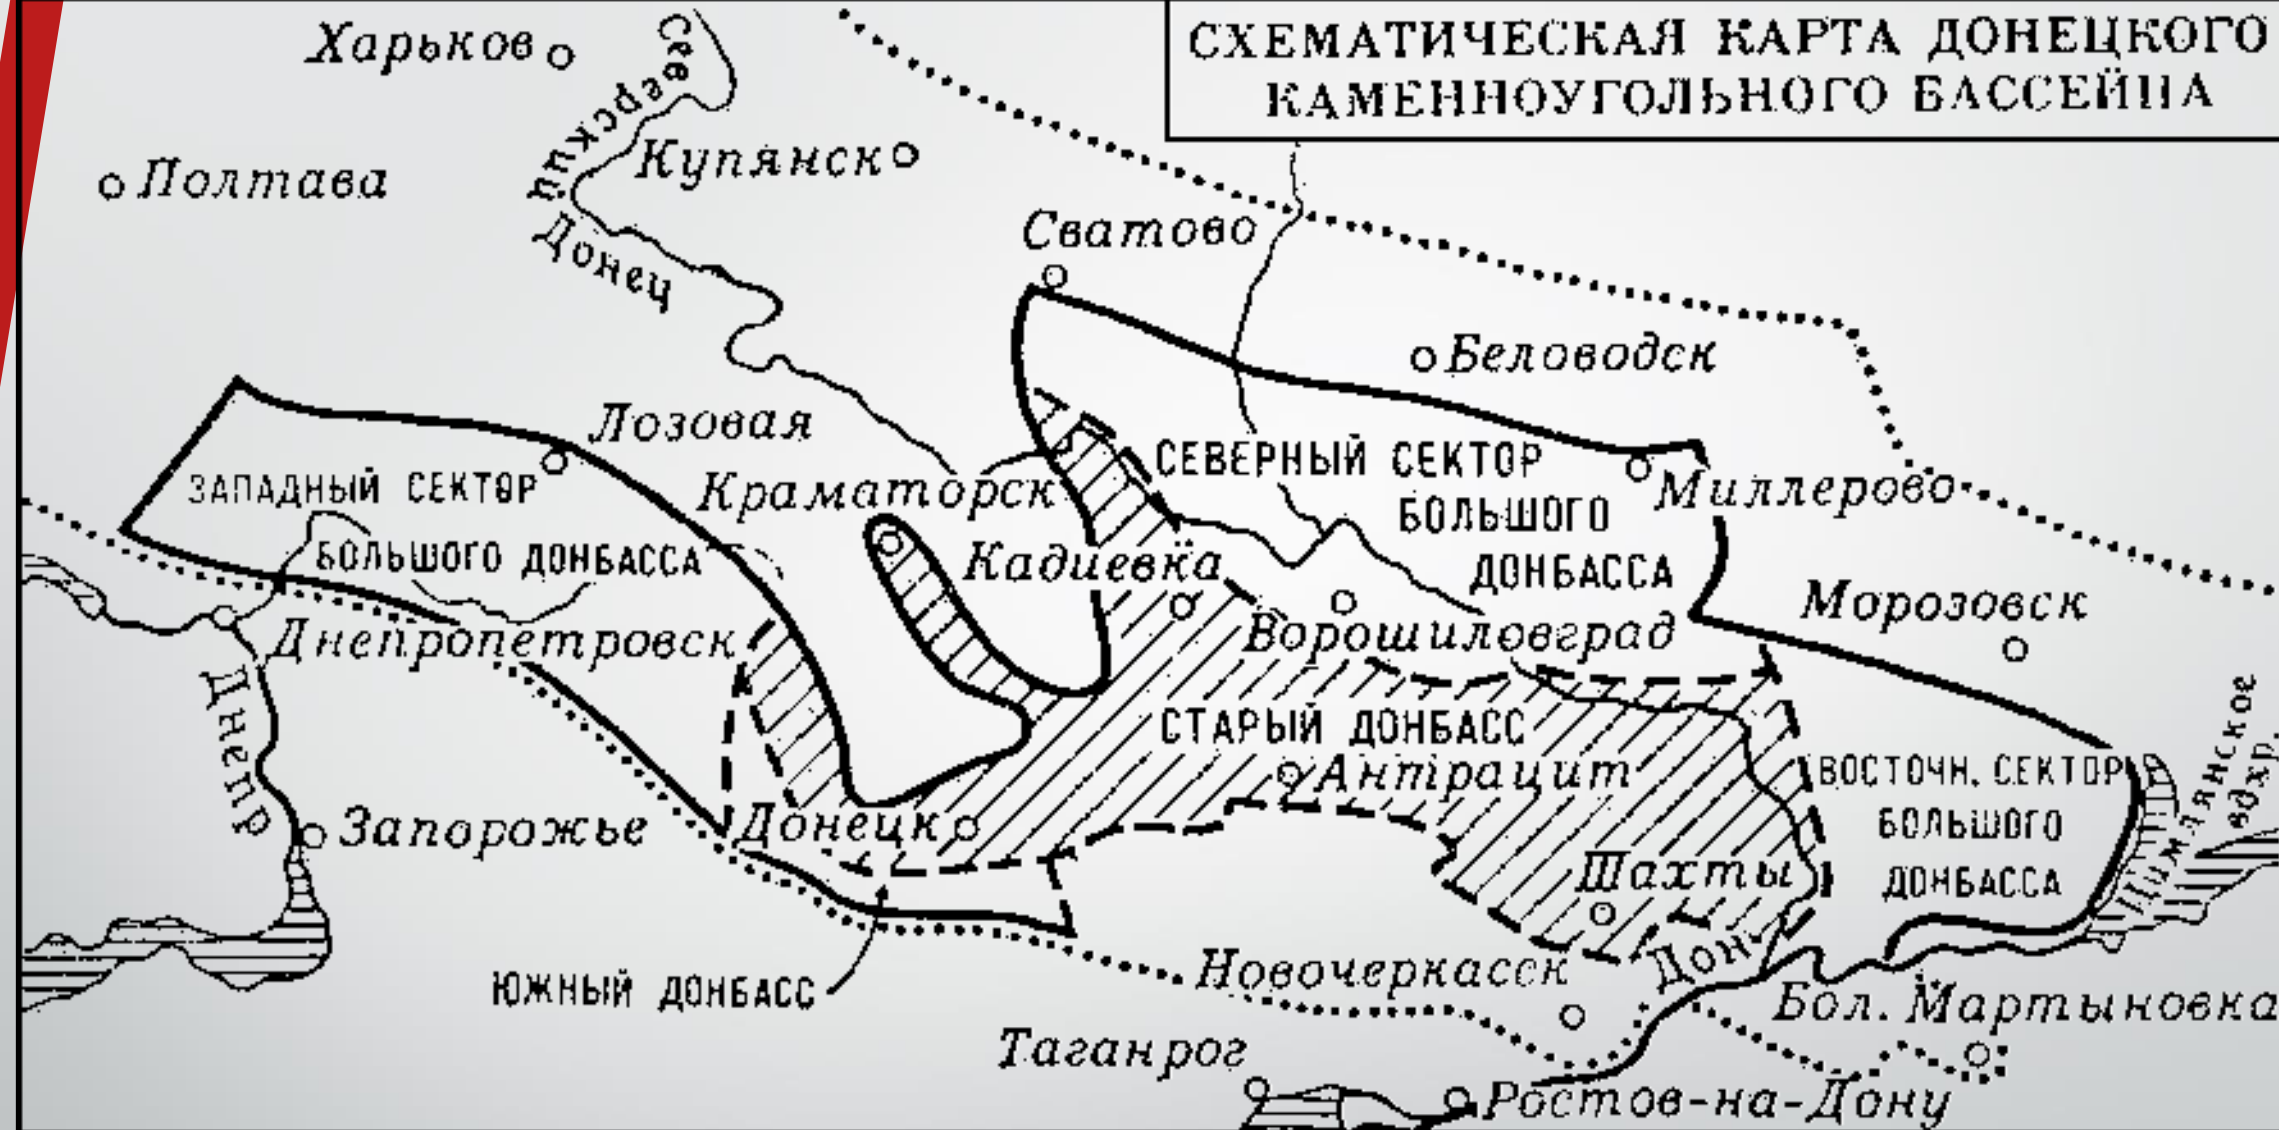 СХЕМАТИЧЕСКАЯ КАРТА ДОНЕЦКОГО
КАМЕННОУГОЛЬНОГО БАССЕЙНА
Харьков
Северский
Донец
Полтава
Купянск
Сватово
Беловодск
Лозовая
ЗАПАДНЫЙ СЕКТОР
БОЛЬШОГО ДОНБАССА
Краматорск
СЕВЕРНЫЙ СЕКТОР
БОЛЬШОГО
ДОНБАССА
Миллерово
Кадиевка
Морозовск
Днепропетровск
Ворошиловград
Днепр
СТАРЫЙ ДОНБАСС
Антрацит
ВОСТОЧН. СЕКТОР
БОЛЬШОГО
ДОНБАССА
Цимлянское
вдхр.
Запорожье
Донецк
Шахты
Дон
ЮЖНЫЙ ДОНБАСС
Новочеркасск
Бол. Мартыновка
Таганрог
Ростов-на-Дону